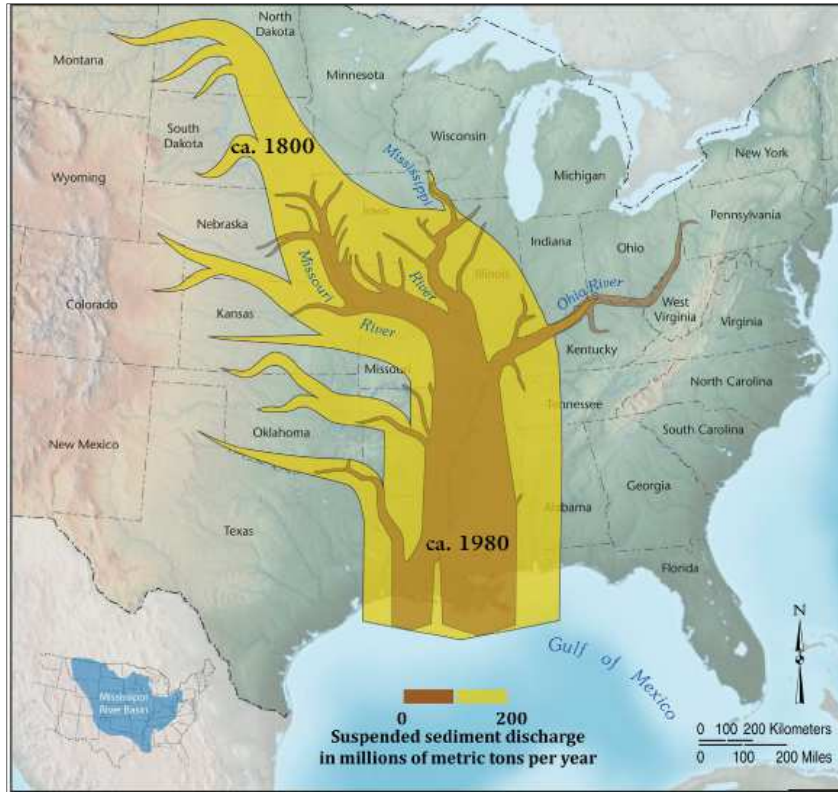 North
Dakota
Montana
Minnesota
South
Dakota
ca. 1800
Wisconsin
Mississippi
Michigan
New York
Wyoming
Nebraska
Iowa
Pennsylvania
Indiana
Ohio
Illinois
Missouri
River
Ohio River
Colorado
Kansas
River
West
Virginia
Virginia
Kentucky
Missouri
North Carolina
Tennessee
Oklahoma
New Mexico
South Carolina
Georgia
Alabama
Texas
ca. 1980
Florida
N
Gulf of Mexico
Mississippi
River Basin
0 200
Suspended sediment discharge
in millions of metric tons per year
0 100 200 Kilometers
0 100 200 Miles